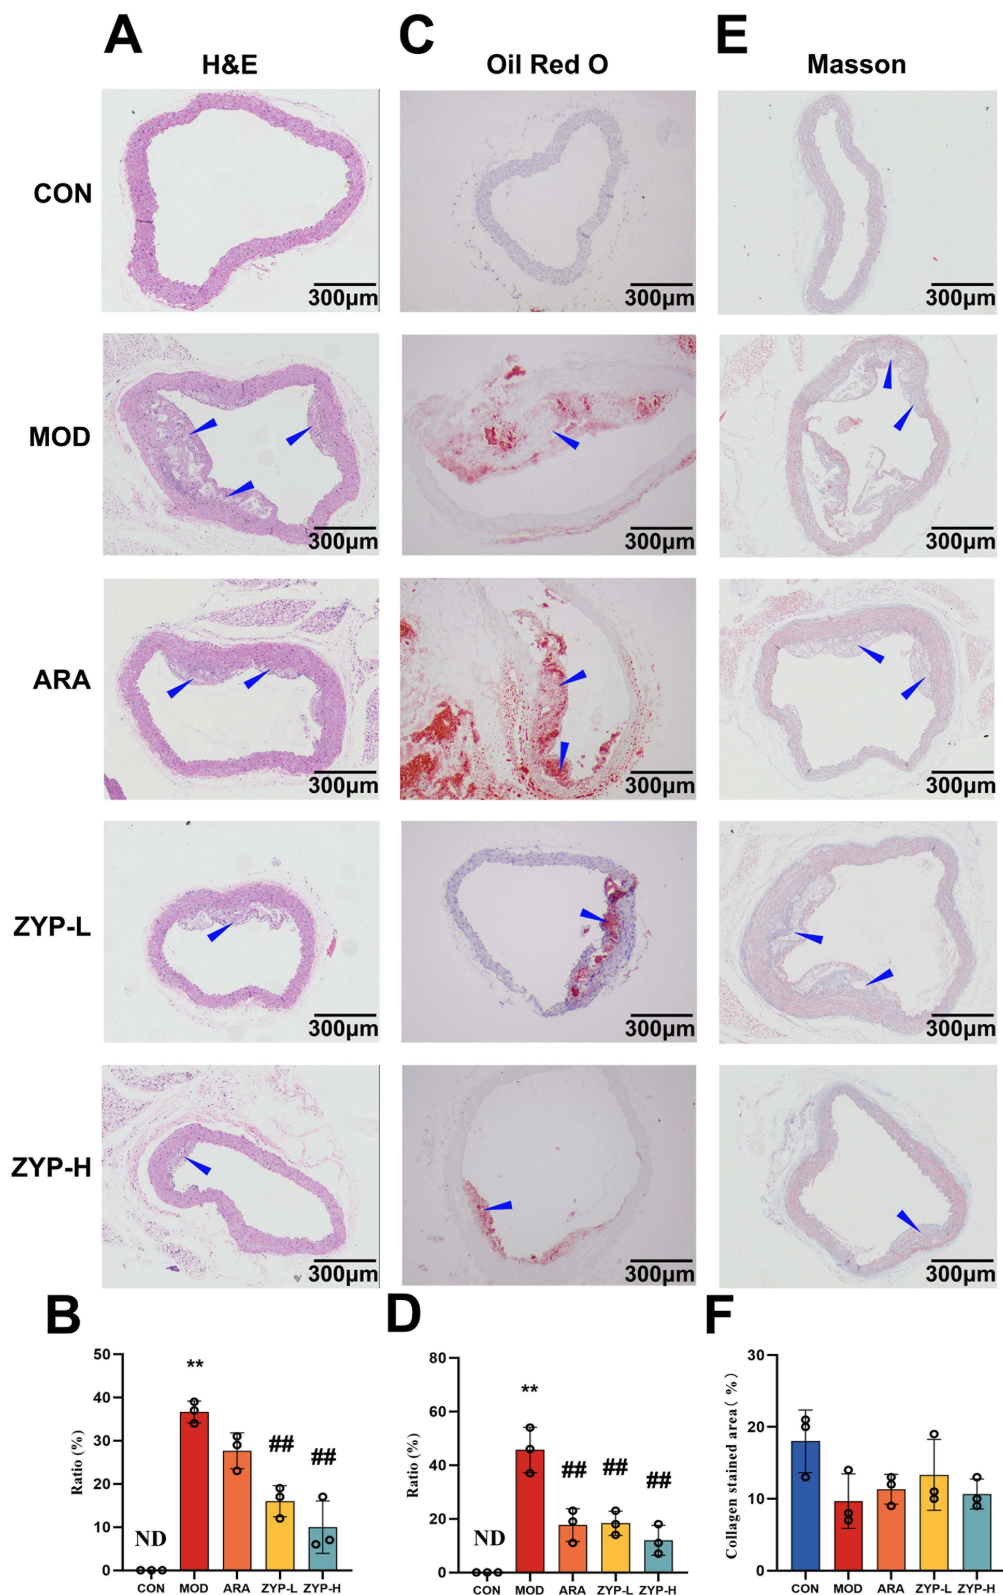 A
C
E
H&E
Oil Red O
Masson
CON
300μm
300μm
300μm
MOD
300μm
300μm
300μm
ARA
300μm
300μm
300μm
ZYP-L
300μm
300μm
300μm
ZYP-H
300μm
300μm
300μm
B
Ratio (%)
50
40
30
20
10
0
ND
**
##
##
CON MOD ARA ZYP-L ZYP-H
D
Ratio (%)
80
60
40
20
0
ND
**
##
##
##
CON MOD ARA ZYP-L ZYP-H
F
Collagen stained area( %)
30
20
10
0
CON MOD ARA ZYP-L ZYP-H